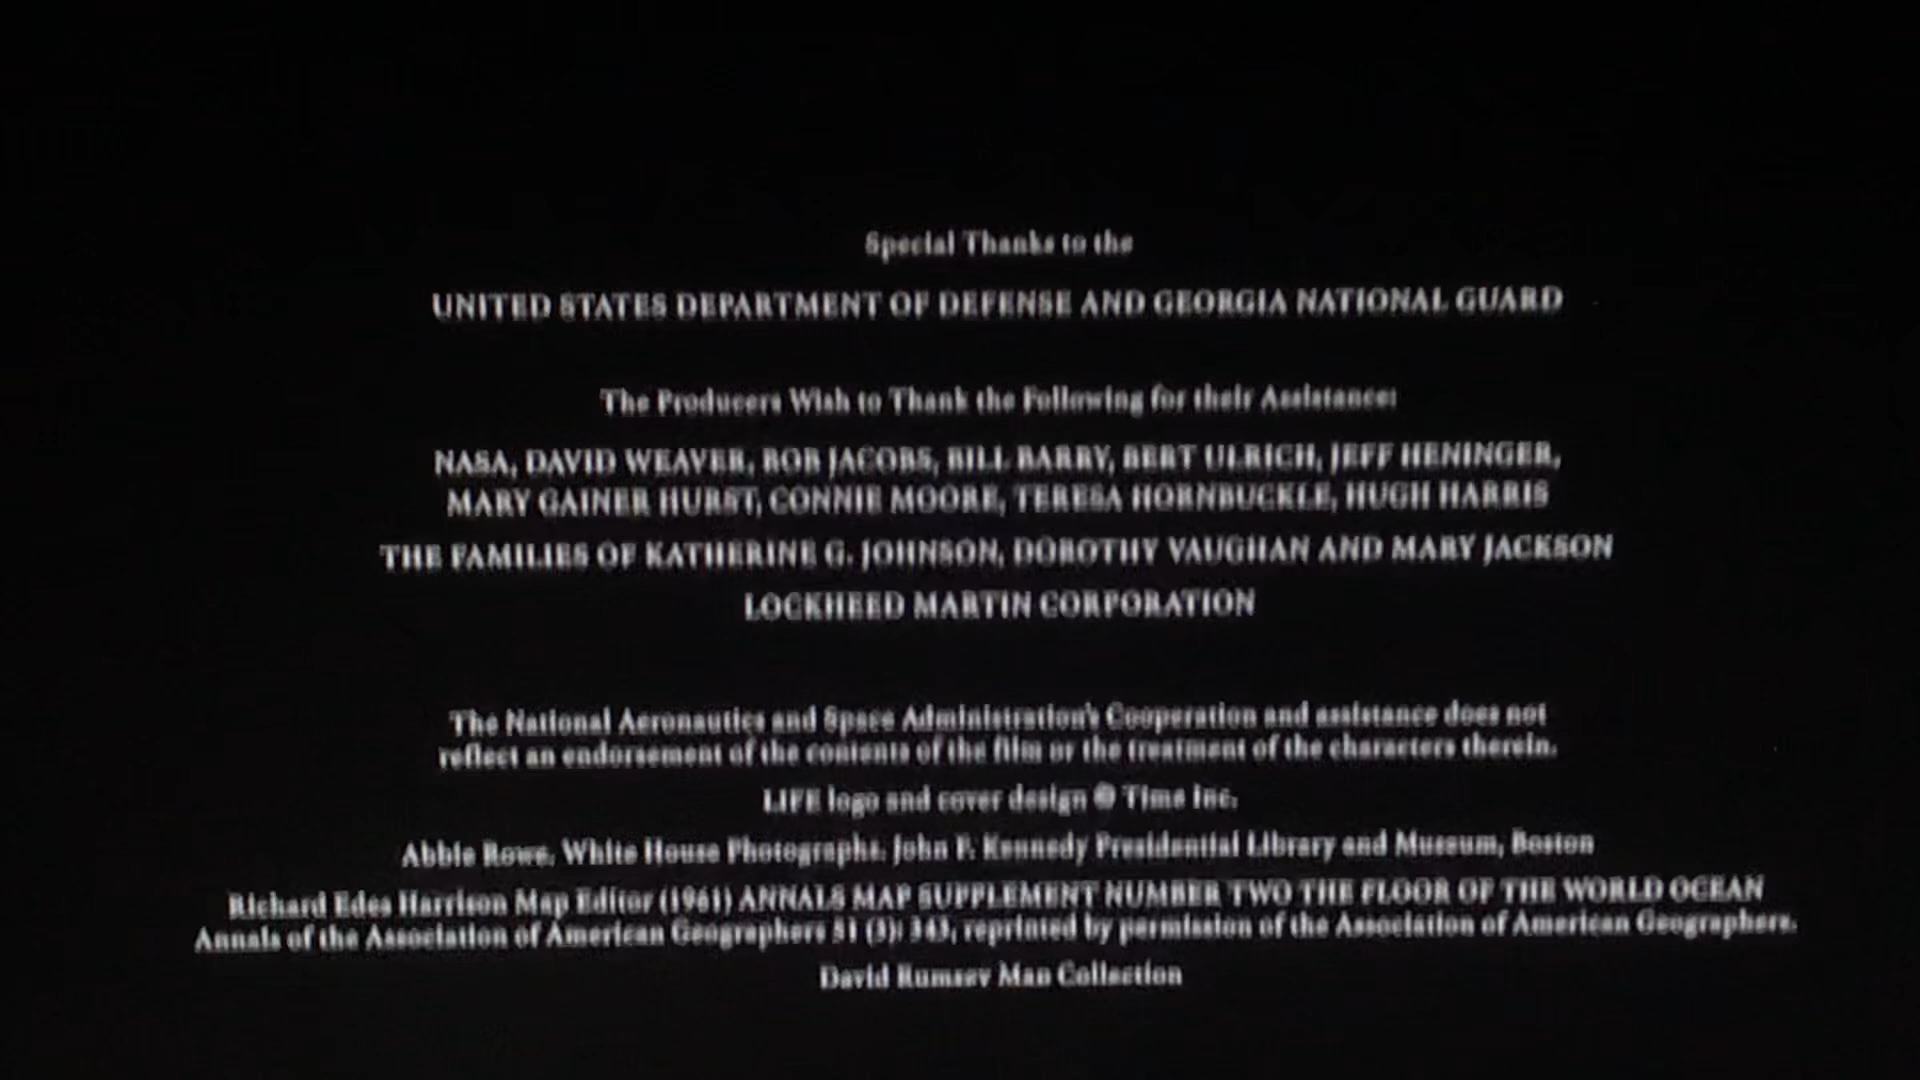 Special Thanks to the
UNITED STATES DEPARTMENT OF DEFENSE AND GEORGIA NATIONAL GUARD
The Producers Wish to Thank the Following for their Assistance:
NASA, DAVID WEAVER, BOB JACOBS, BILL BARRY, BERT ULRICH, JEFF HENINGER,
MARY GAINER HURST, CONNIE MOORE, TERESA HORNBUCKLE, HUGH HARRIS
THE FAMILIES OF KATHERINE G. JOHNSON, DOROTHY VAUGHAN AND MARY JACKSON
LOCKHEED MARTIN CORPORATION
The National Aeronautics and Space Administration's Cooperation and assistance does not
reflect an endorsement of the contents of the film or the treatment of the characters therein.
LIFE logo and cover design © Time Inc.
Abbie Rowe. White House Photographs. John F. Kennedy Presidential Library and Museum, Boston
Richard Edes Harrison Map Editor (1961) ANNALS MAP SUPPLEMENT NUMBER TWO THE FLOOR OF THE WORLD OCEAN
Annals of the Association of American Geographers 51 (3): 343, reprinted by permission of the Association of American Geographers.
David Rumsey Map Collection